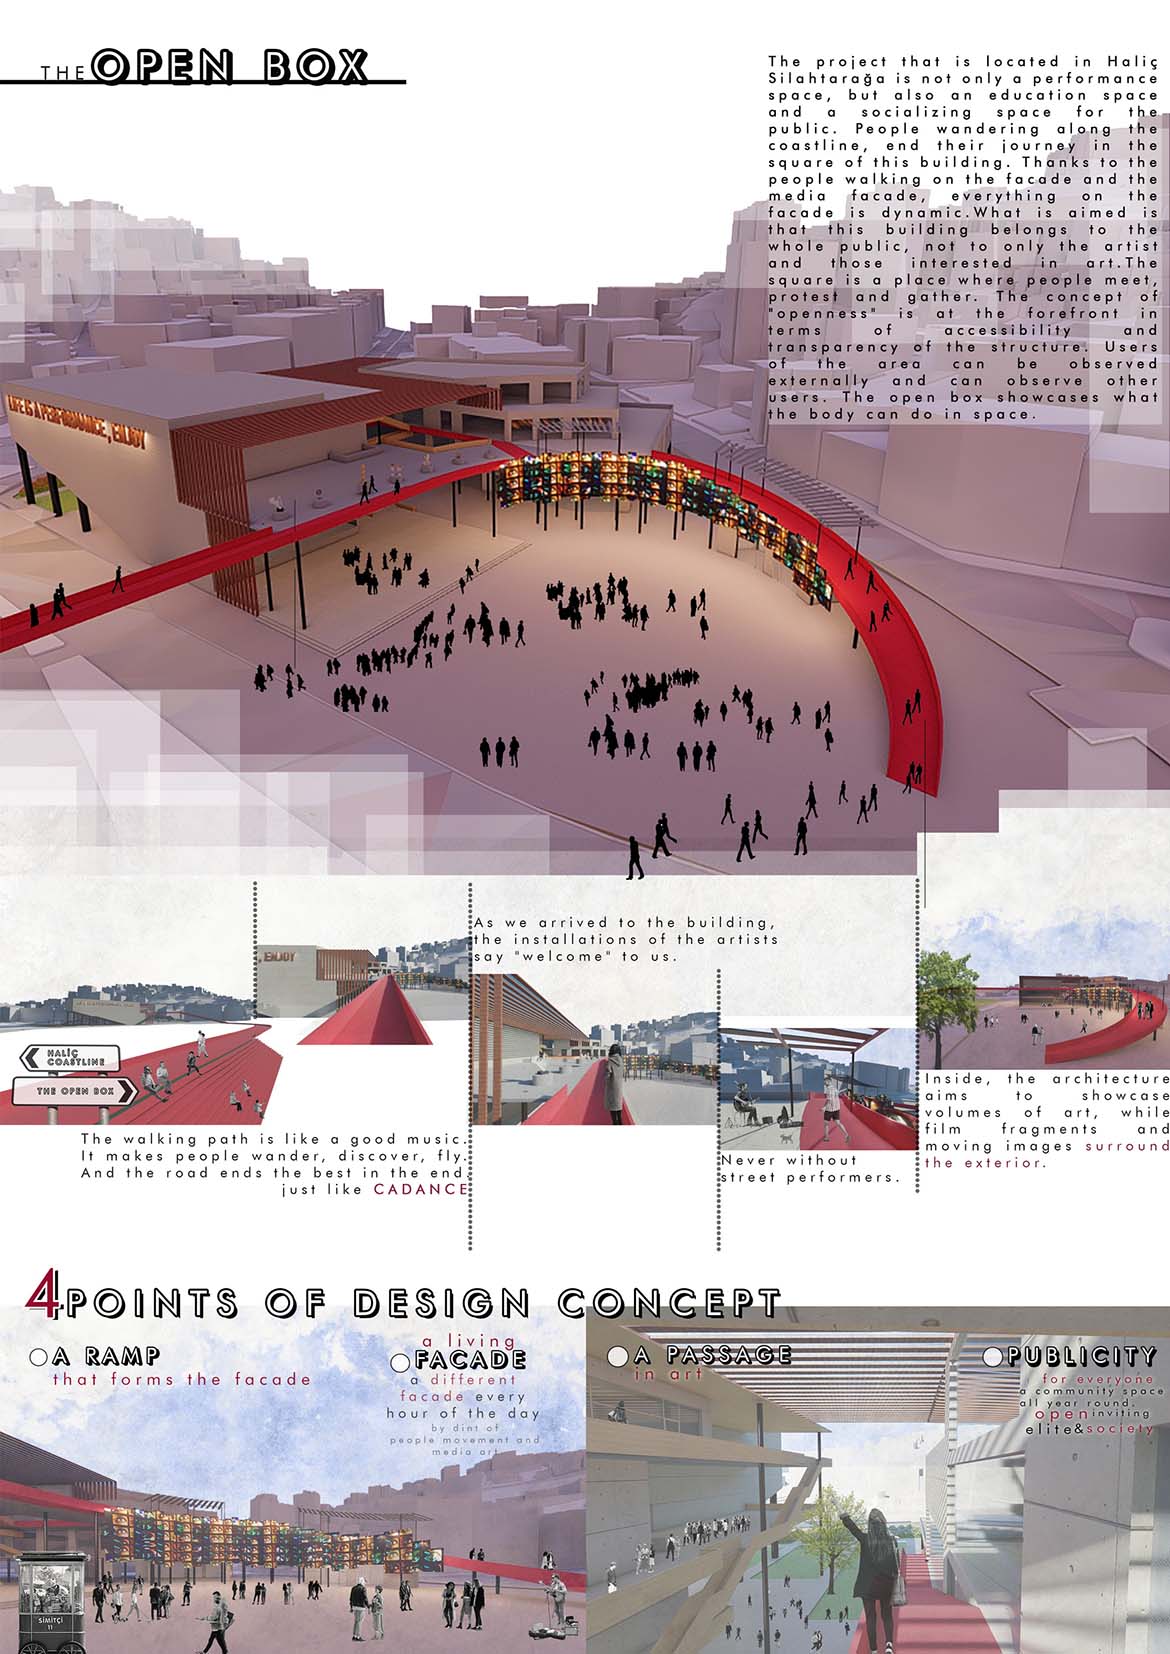 THE OPEN BOX
The project that is located in Haliç
Silahtarağa is not only a performance
space, but also an education space
and a socializing space for the
public. People wandering along the
coastline, end their journey in the
square of this building. Thanks to the
people walking on the facade and the
media facade, everything on the
facade is dynamic.What is aimed is
that this building belongs to the
whole public, not to only the artist
and those interested in art.The
square is a place where people meet,
protest and gather. The concept of
"openness" is at the forefront in
terms of accessibility and
transparency of the structure. Users
of the area can be observed
externally and can observe other
users. The open box showcases what
the body can do in space.
LIFE IS A PERFORMANCE, ENJOY
As we arrived to the building,
the installations of the artists
say "welcome" to us.
, ENJOY
HALİÇ
COASTLINE
THE OPEN BOX
The walking path is like a good music.
It makes people wander, discover, fly.
And the road ends the best in the end
just like CADANCE
Never without
street performers.
Inside, the architecture
aims to showcase
volumes of art, while
film fragments and
moving images surround
the exterior.
4 POINTS OF DESIGN CONCEPT
A RAMP
that forms the facade
a living
FACADE
a different
facade every
hour of the day
by dint of
people movement and
media art
A PASSAGE
in art
PUBLICITY
for everyone
a community space
all year round.
open inviting
elite&society
SİMİTÇİ
11